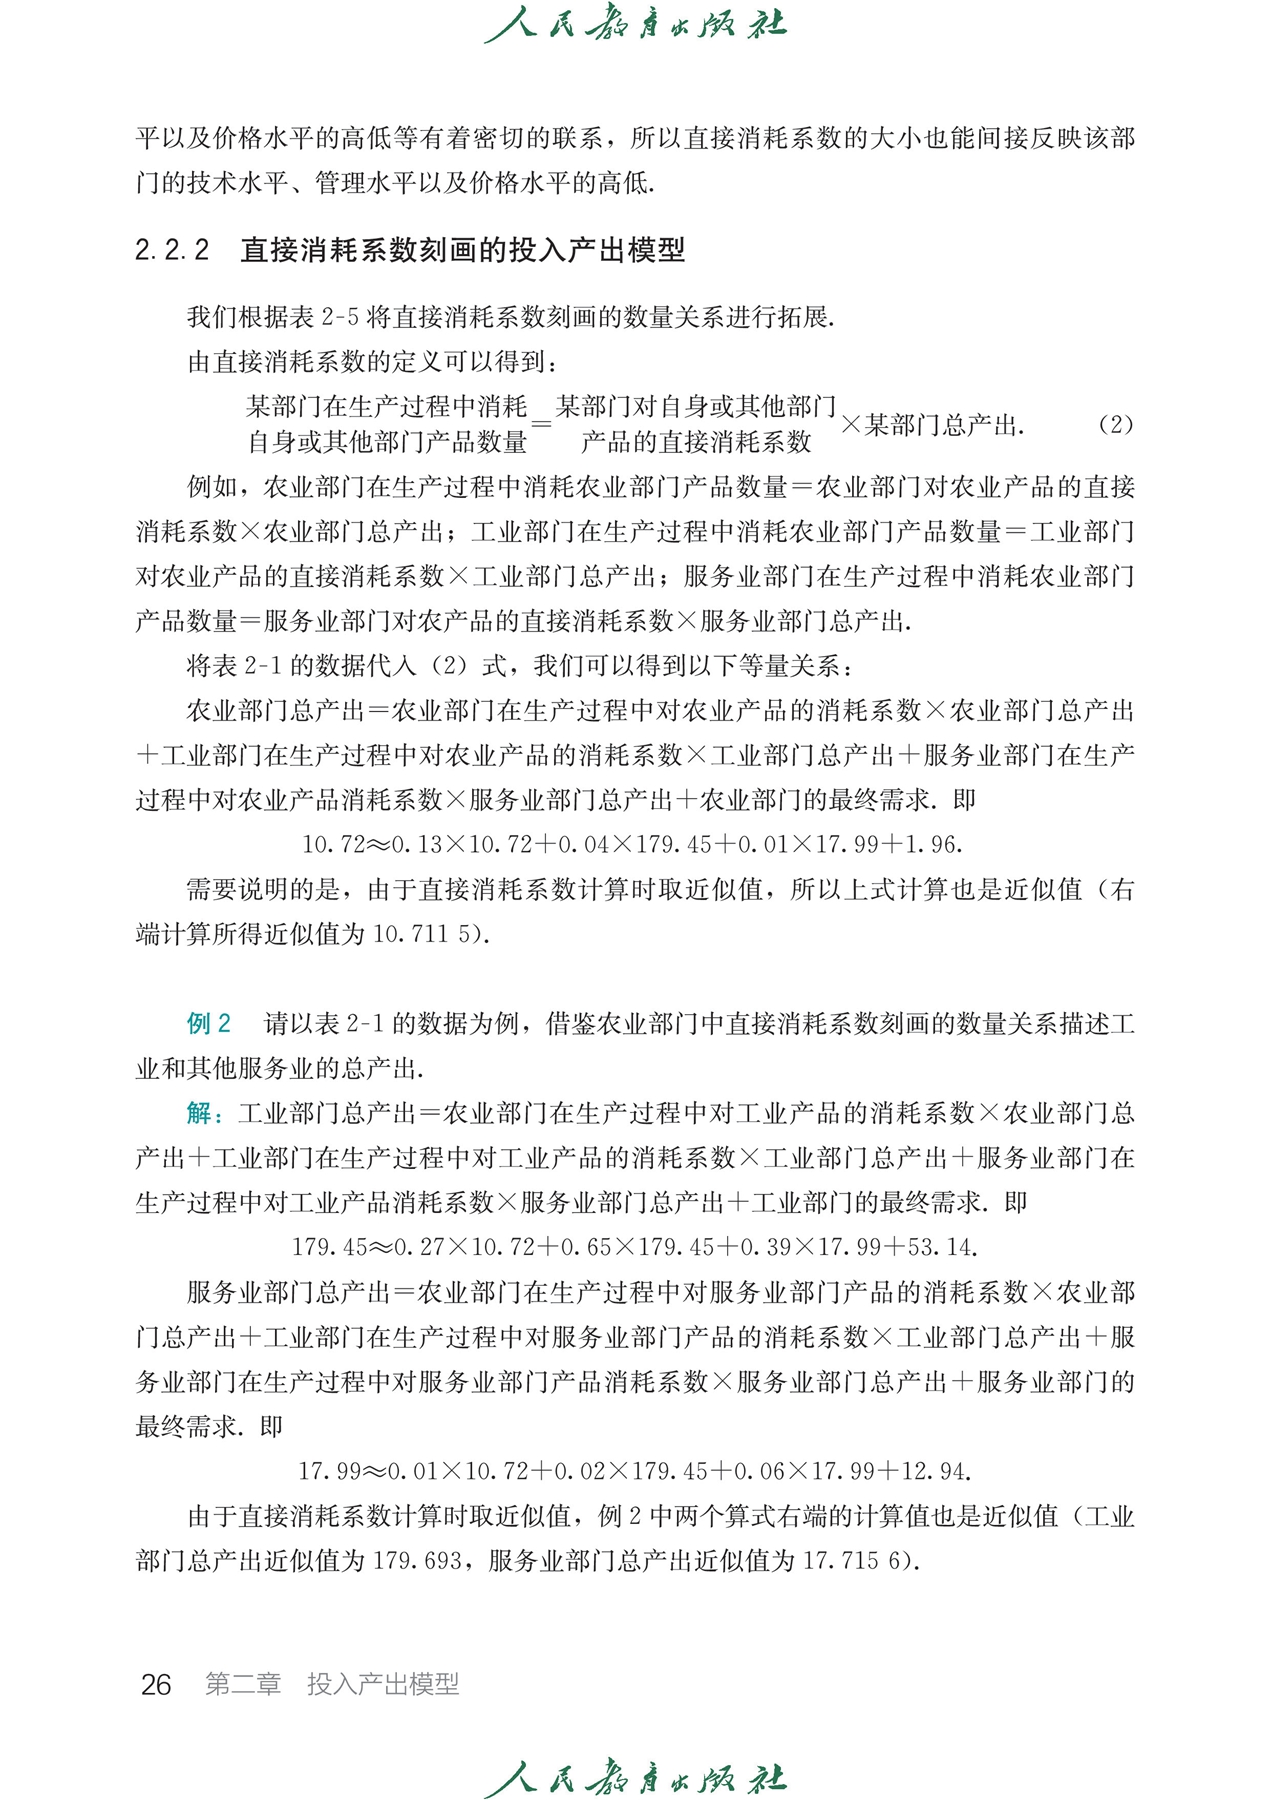 人民教育出版社
平以及价格水平的高低等有着密切的联系，所以直接消耗系数的大小也能间接反映该部
门的技术水平、管理水平以及价格水平的高低.
2.2.2 直接消耗系数刻画的投入产出模型
我们根据表 2-5 将直接消耗系数刻画的数量关系进行拓展.
由直接消耗系数的定义可以得到：
某部门在生产过程中消耗 某部门对自身或其他部门
＝ ×某部门总产出. （2）
自身或其他部门产品数量 产品的直接消耗系数
例如，农业部门在生产过程中消耗农业部门产品数量＝农业部门对农业产品的直接
消耗系数×农业部门总产出；工业部门在生产过程中消耗农业部门产品数量＝工业部门
对农业产品的直接消耗系数×工业部门总产出；服务业部门在生产过程中消耗农业部门
产品数量＝服务业部门对农产品的直接消耗系数×服务业部门总产出.
将表 2-1 的数据代入（2）式，我们可以得到以下等量关系：
农业部门总产出＝农业部门在生产过程中对农业产品的消耗系数×农业部门总产出
＋工业部门在生产过程中对农业产品的消耗系数×工业部门总产出＋服务业部门在生产
过程中对农业产品消耗系数×服务业部门总产出＋农业部门的最终需求. 即
10.72≈0.13×10.72＋0.04×179.45＋0.01×17.99＋1.96.
需要说明的是，由于直接消耗系数计算时取近似值，所以上式计算也是近似值（右
端计算所得近似值为 10.711 5）.
例 2 请以表 2-1 的数据为例，借鉴农业部门中直接消耗系数刻画的数量关系描述工
业和其他服务业的总产出.
解：工业部门总产出＝农业部门在生产过程中对工业产品的消耗系数×农业部门总
产出＋工业部门在生产过程中对工业产品的消耗系数×工业部门总产出＋服务业部门在
生产过程中对工业产品消耗系数×服务业部门总产出＋工业部门的最终需求. 即
179.45≈0.27×10.72＋0.65×179.45＋0.39×17.99＋53.14.
服务业部门总产出＝农业部门在生产过程中对服务业部门产品的消耗系数×农业部
门总产出＋工业部门在生产过程中对服务业部门产品的消耗系数×工业部门总产出＋服
务业部门在生产过程中对服务业部门产品消耗系数×服务业部门总产出＋服务业部门的
最终需求. 即
17.99≈0.01×10.72＋0.02×179.45＋0.06×17.99＋12.94.
由于直接消耗系数计算时取近似值，例 2 中两个算式右端的计算值也是近似值（工业
部门总产出近似值为 179.693，服务业部门总产出近似值为 17.715 6）.
26 第二章 投入产出模型
人民教育出版社